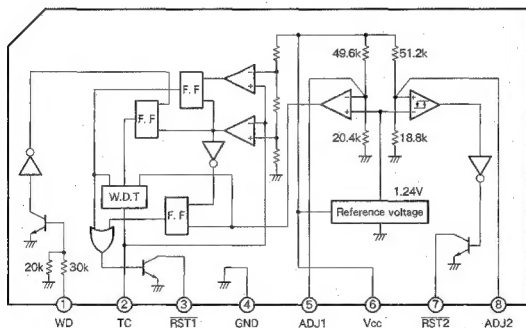 49.6k
51.2k
F.F
F.F
20.4k
18.8k
W.D.T
F.F
1.24V
Reference voltage
20k
30k
1 2 3 4 5 6 7 8
WD TC RST1 GND ADJ1 Vcc RST2 ADJ2